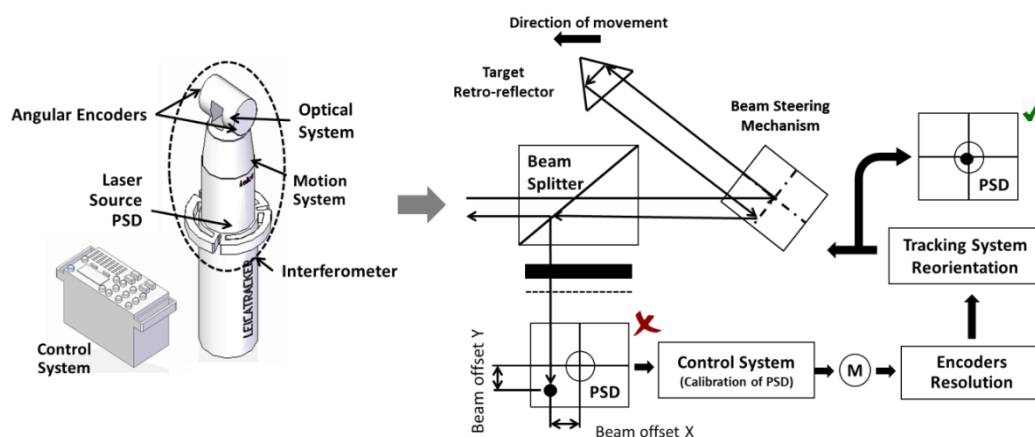 Angular Encoders
Optical
System
Laser
Source
PSD
Motion
System
Interferometer
LEICATRACKER
Control
System
Direction of movement
Target
Retro-reflector
Beam Steering
Mechanism
Beam
Splitter
PSD
Tracking System
Reorientation
Beam offset Y
PSD
Beam offset X
Control System
(Calibration of PSD)
M
Encoders
Resolution